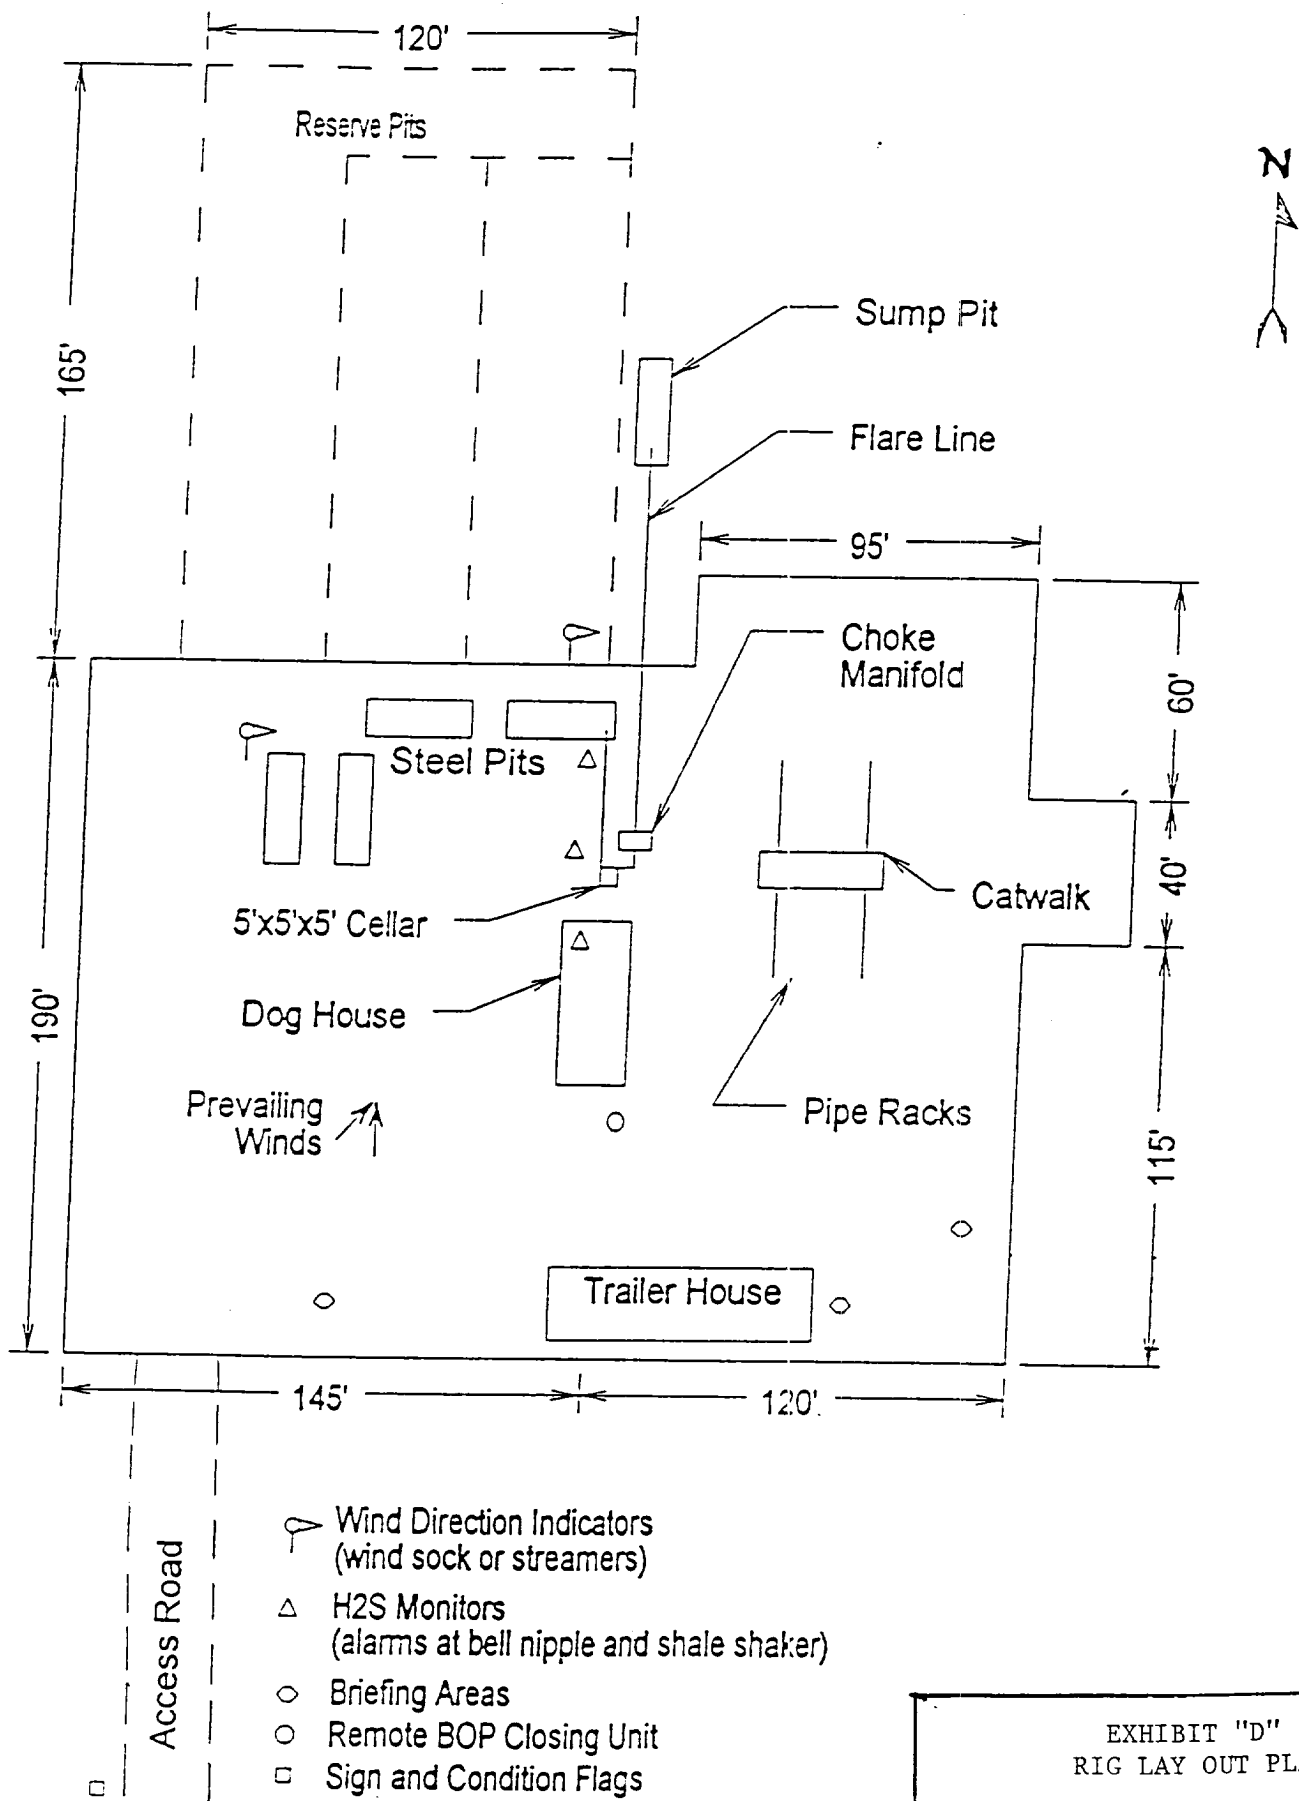 120'
Reserve Pits
N
165'
Sump Pit
Flare Line
95'
Choke
Manifold
60'
Steel Pits
40'
Catwalk
5'x5'x5' Cellar
190'
Dog House
Prevailing
Winds
Pipe Racks
115'
Trailer House
145'
120'
Access Road
Wind Direction Indicators
(wind sock or streamers)
H2S Monitors
(alarms at bell nipple and shale shaker)
Briefing Areas
Remote BOP Closing Unit
Sign and Condition Flags
EXHIBIT "D"
RIG LAY OUT